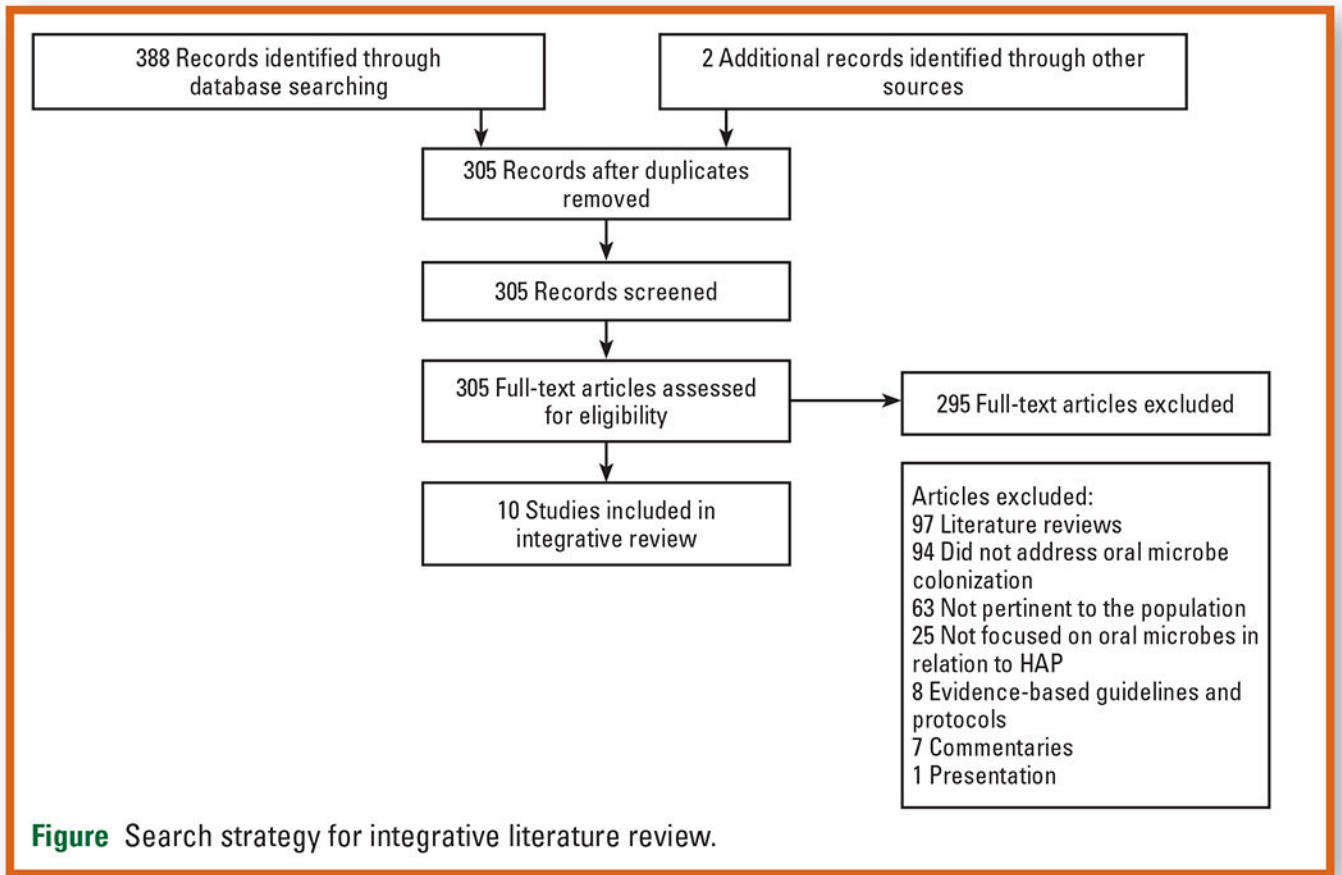 388 Records identified through
database searching
2 Additional records identified through other
sources
305 Records after duplicates
removed
305 Records screened
305 Full-text articles assessed
for eligibility
295 Full-text articles excluded
10 Studies included in
integrative review
Articles excluded:
97 Literature reviews
94 Did not address oral microbe
colonization
63 Not pertinent to the population
25 Not focused on oral microbes in
relation to HAP
8 Evidence-based guidelines and
protocols
7 Commentaries
1 Presentation
Figure Search strategy for integrative literature review.